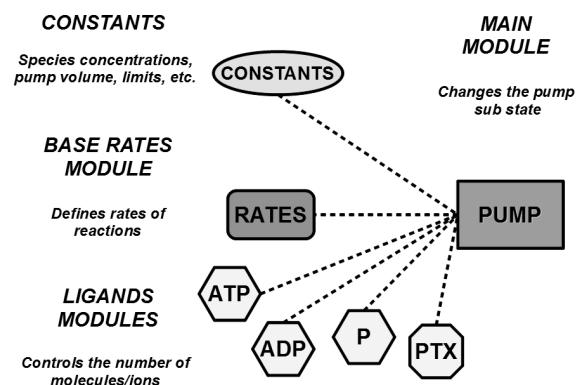 CONSTANTS
Species concentrations,
pump volume, limits, etc.
CONSTANTS
MAIN
MODULE
Changes the pump
sub state
BASE RATES
MODULE
Defines rates of
reactions
RATES
PUMP
LIGANDS
MODULES
Controls the number of
molecules/ions
ATP
ADP
P
PTX